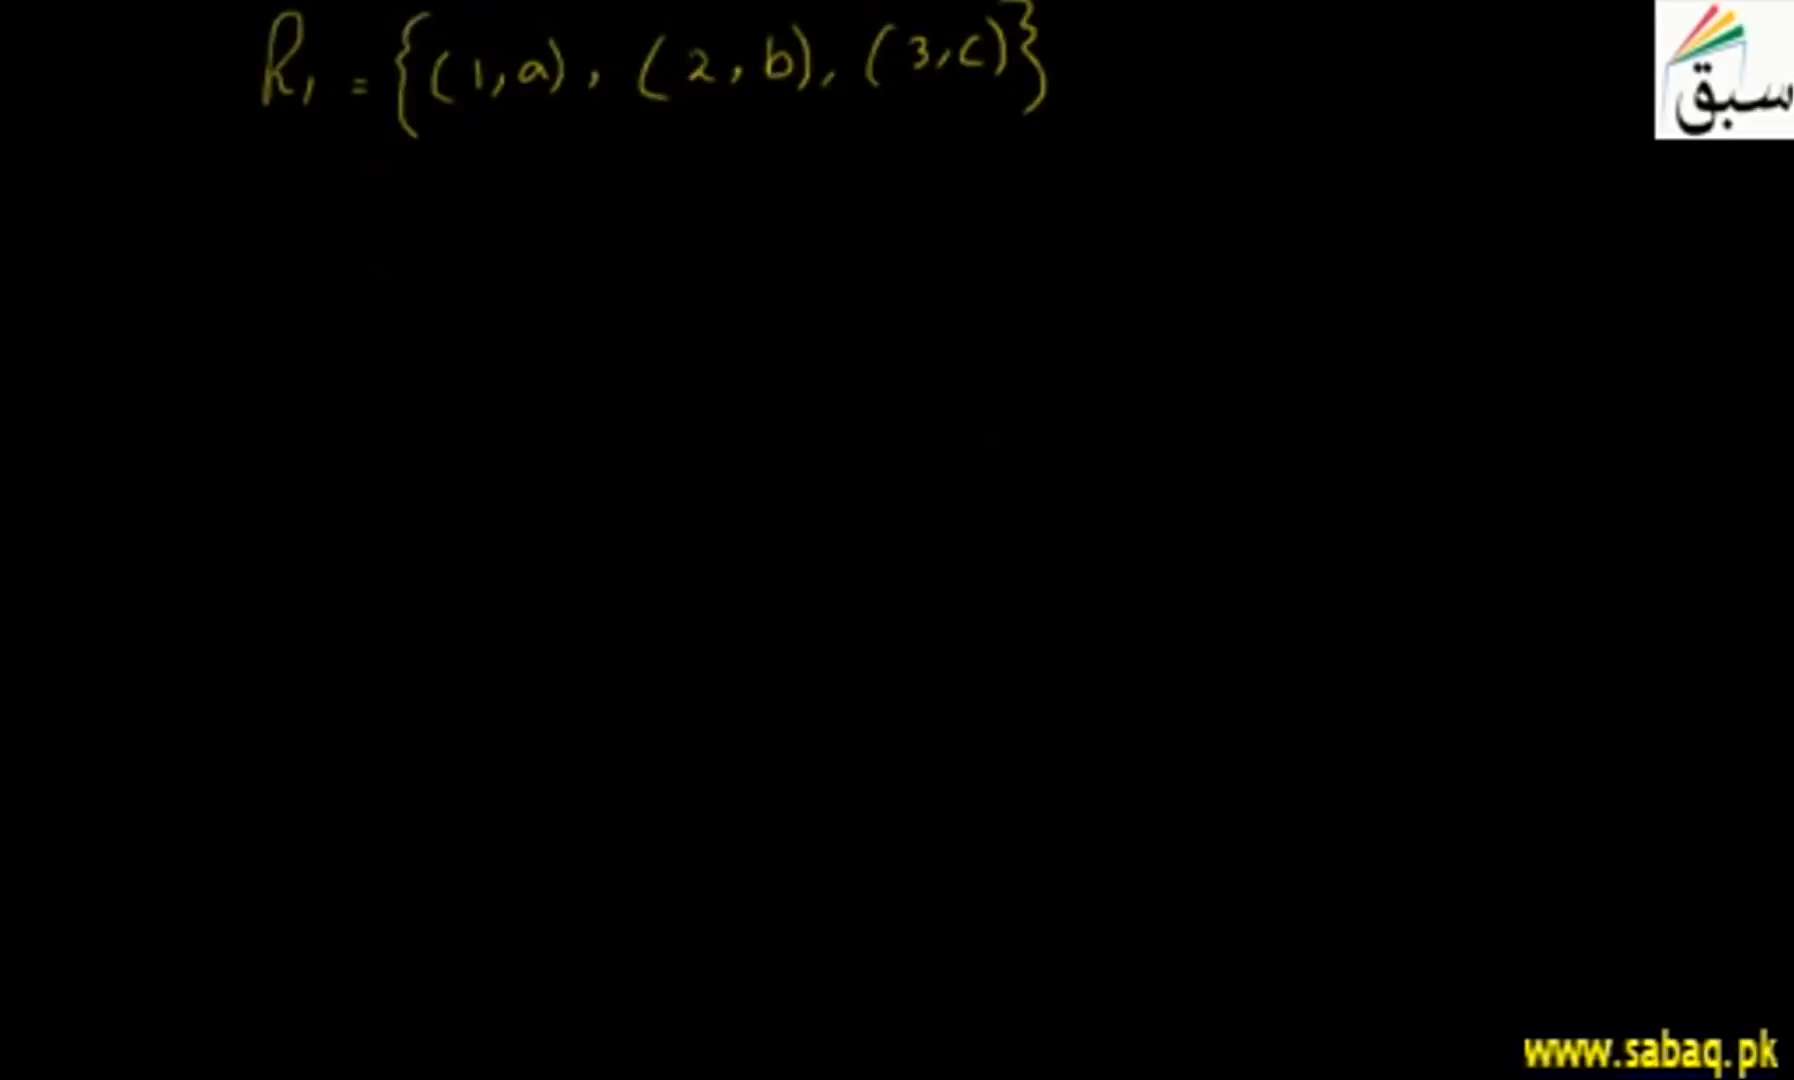 R₁ = {(1,a), (2,b), (3,c)}
سبق
www.sabaq.pk